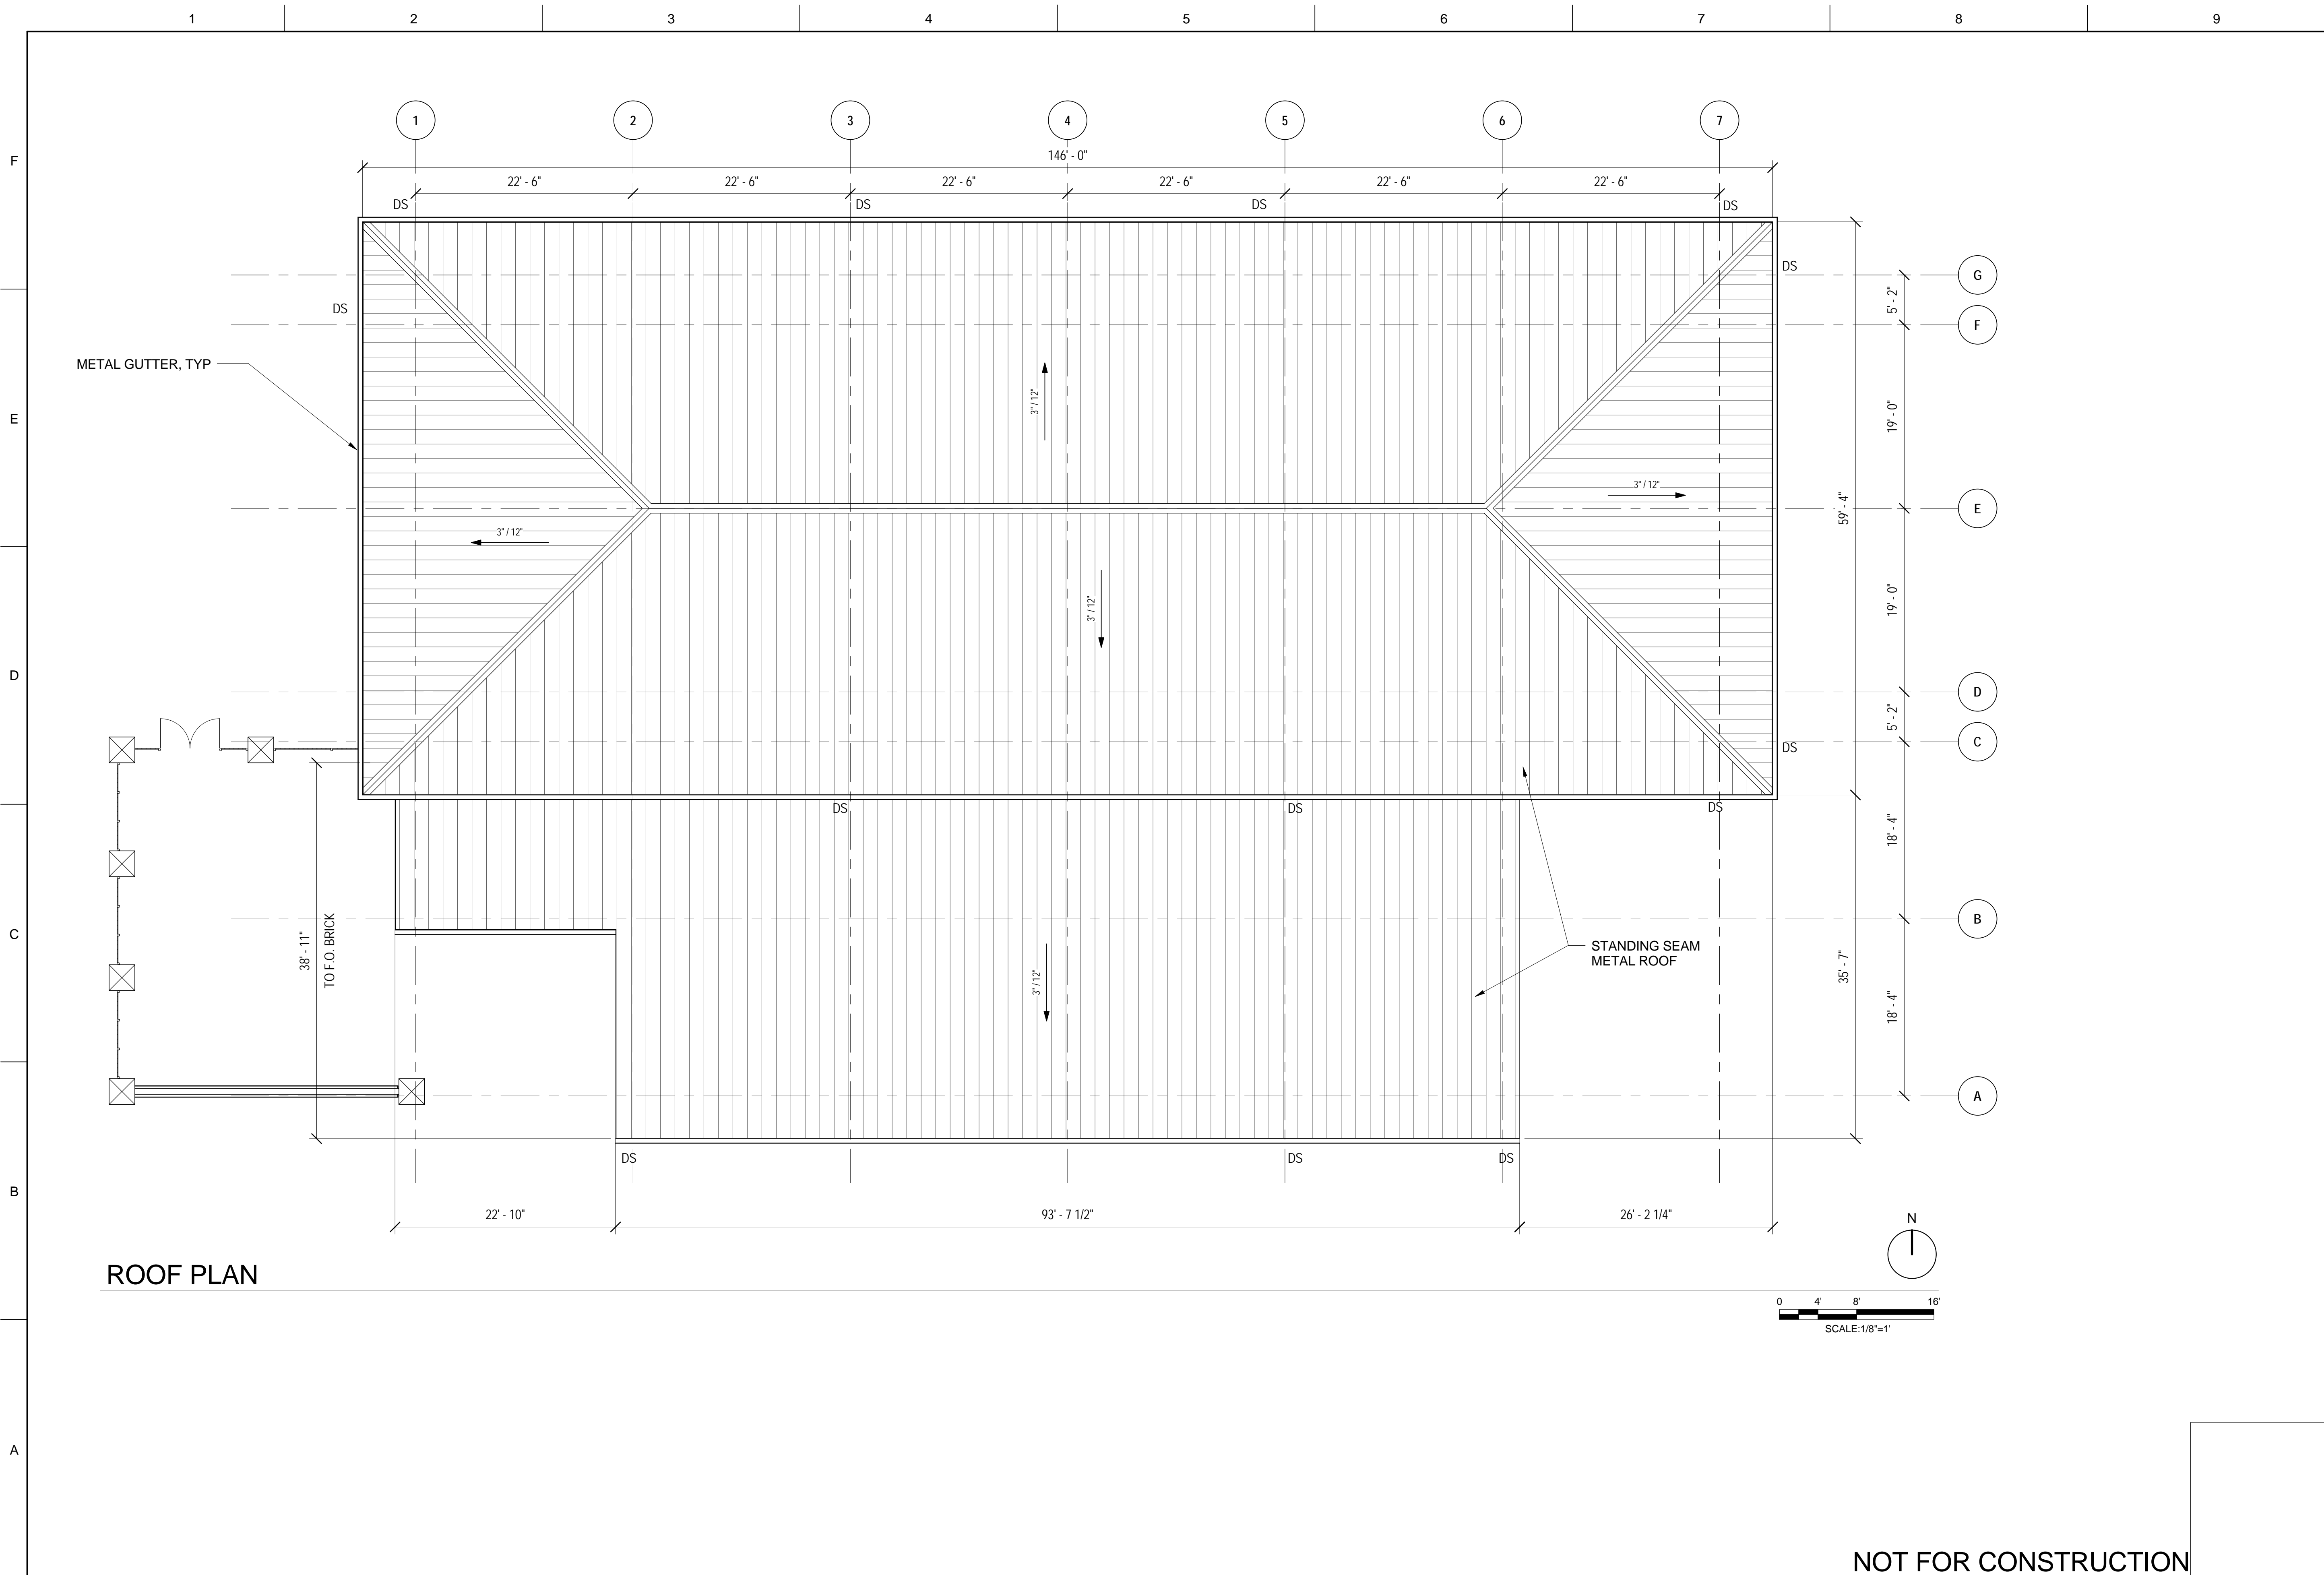 1 2 3 4 5 6 7 8 9
F
E
D
C
B
A
1 2 3 4 5 6 7
146' - 0"
22' - 6" 22' - 6" 22' - 6" 22' - 6" 22' - 6" 22' - 6"
DS DS DS DS
DS
G
5' - 2"
DS
F
METAL GUTTER, TYP
3" / 12"
19' - 0"
3" / 12"
59' - 4"
E
3" / 12"
3" / 12"
19' - 0"
D
5' - 2"
C
DS
DS DS DS
18' - 4"
B
38' - 11"
TO F.O. BRICK
STANDING SEAM
METAL ROOF
3" / 12"
35' - 7"
18' - 4"
A
DS DS DS
22' - 10" 93' - 7 1/2" 26' - 2 1/4"
N
ROOF PLAN
0 4' 8' 16'
SCALE:1/8"=1'
NOT FOR CONSTRUCTION